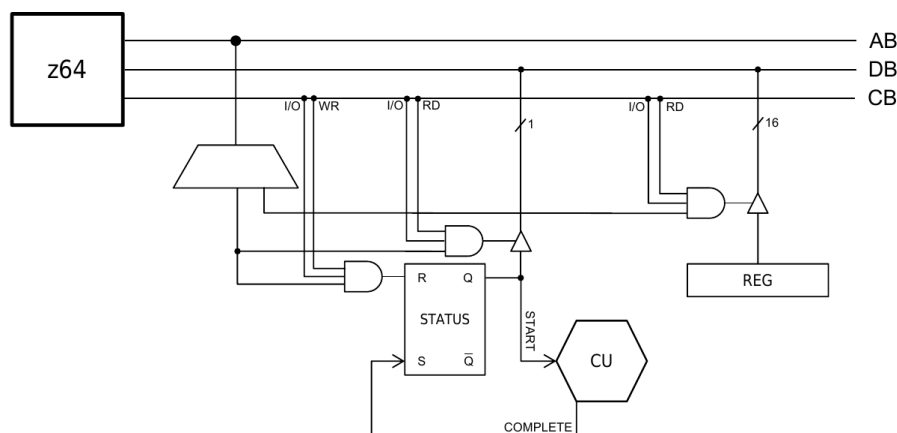 AB
z64
DB
CB
I/O WR
I/O RD
I/O RD
1
16
R Q
REG
STATUS
START
S Q̅
CU
COMPLETE